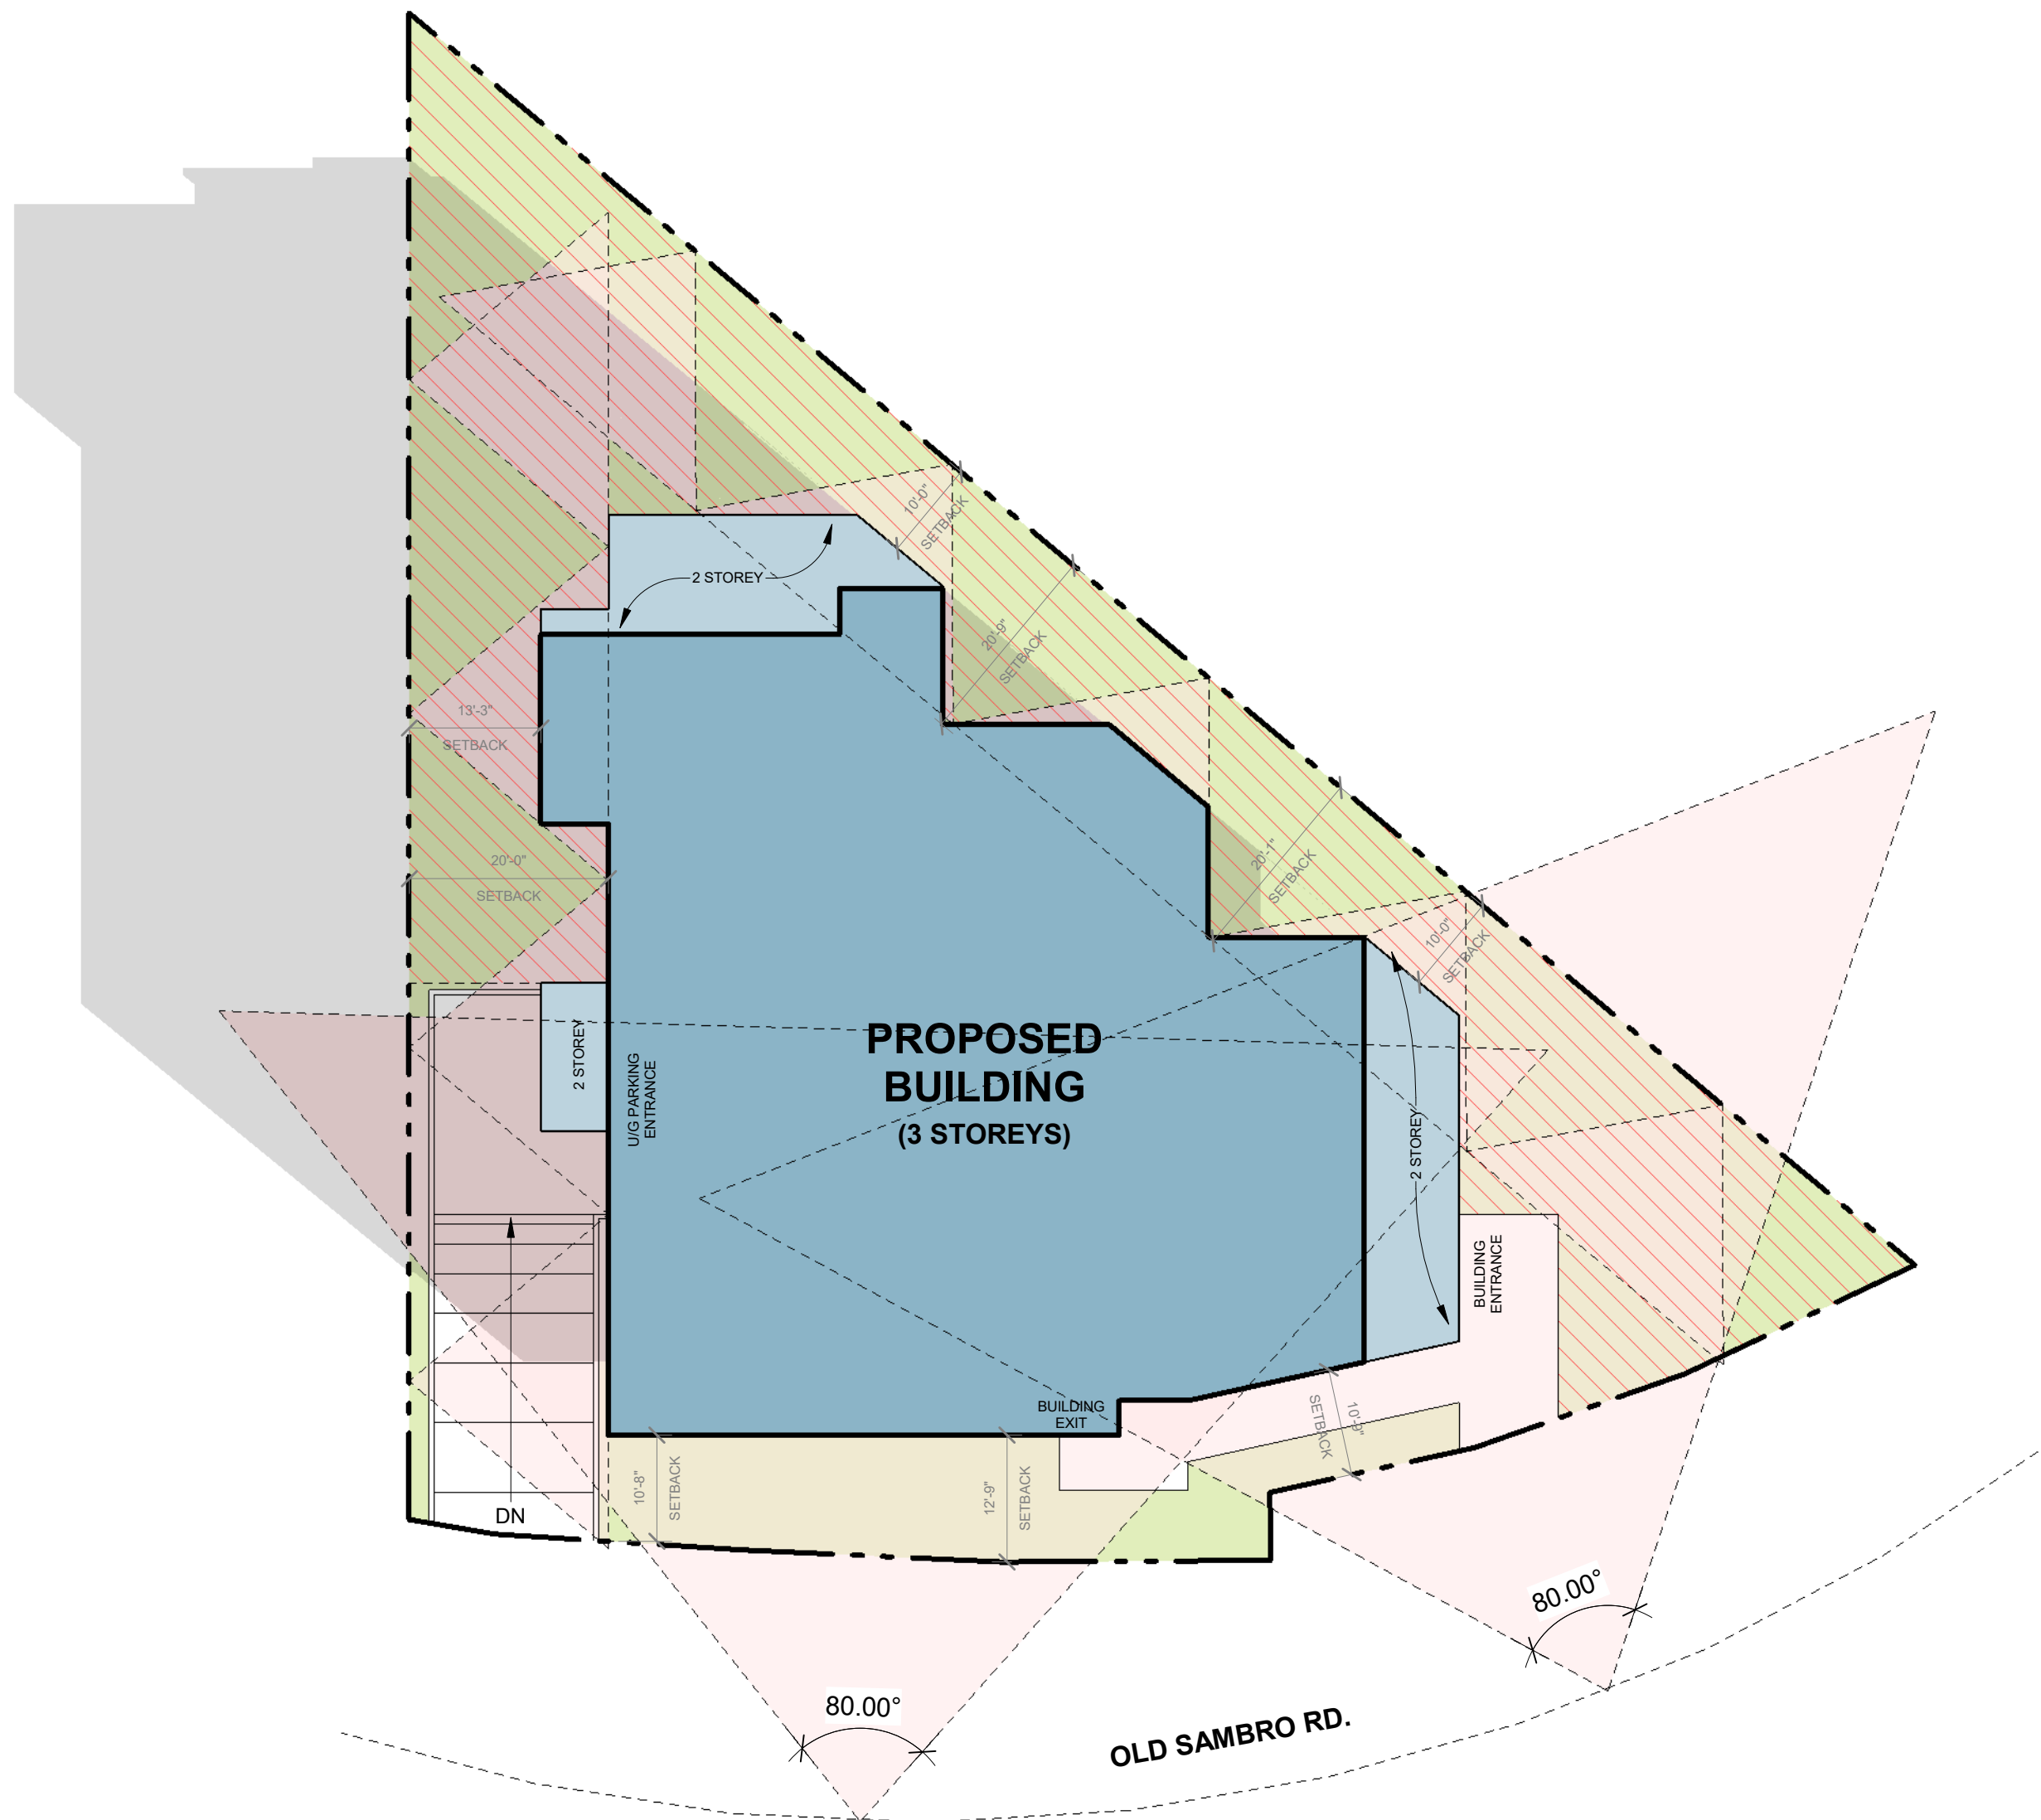 10'-0"
SETBACK
2 STOREY
20'-9"
SETBACK
13'-3"
SETBACK
20'-0"
SETBACK
20'-1"
SETBACK
10'-0"
SETBACK
PROPOSED
BUILDING
(3 STOREYS)
2 STOREY
U/G PARKING
ENTRANCE
2 STOREY
BUILDING
ENTRANCE
BUILDING
EXIT
10'-9"
SETBACK
10'-8"
SETBACK
12'-9"
SETBACK
DN
80.00°
80.00°
OLD SAMBRO RD.